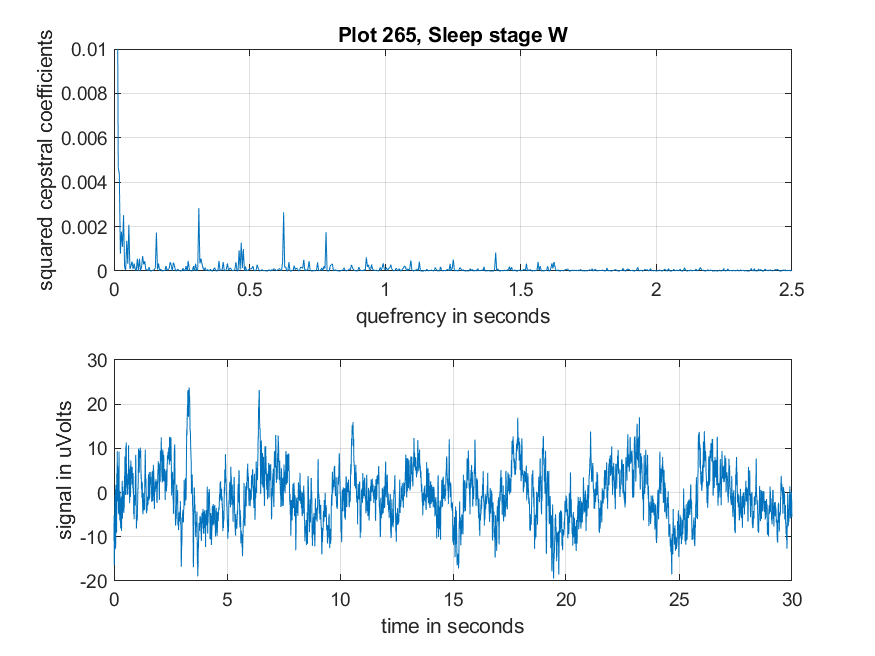 Plot 265, Sleep stage W
squared cepstral coefficients
0.01
0.008
0.006
0.004
0.002
0
0 0.5 1 1.5 2 2.5
quefrency in seconds
signal in uVolts
30
20
10
0
-10
-20
0 5 10 15 20 25 30
time in seconds